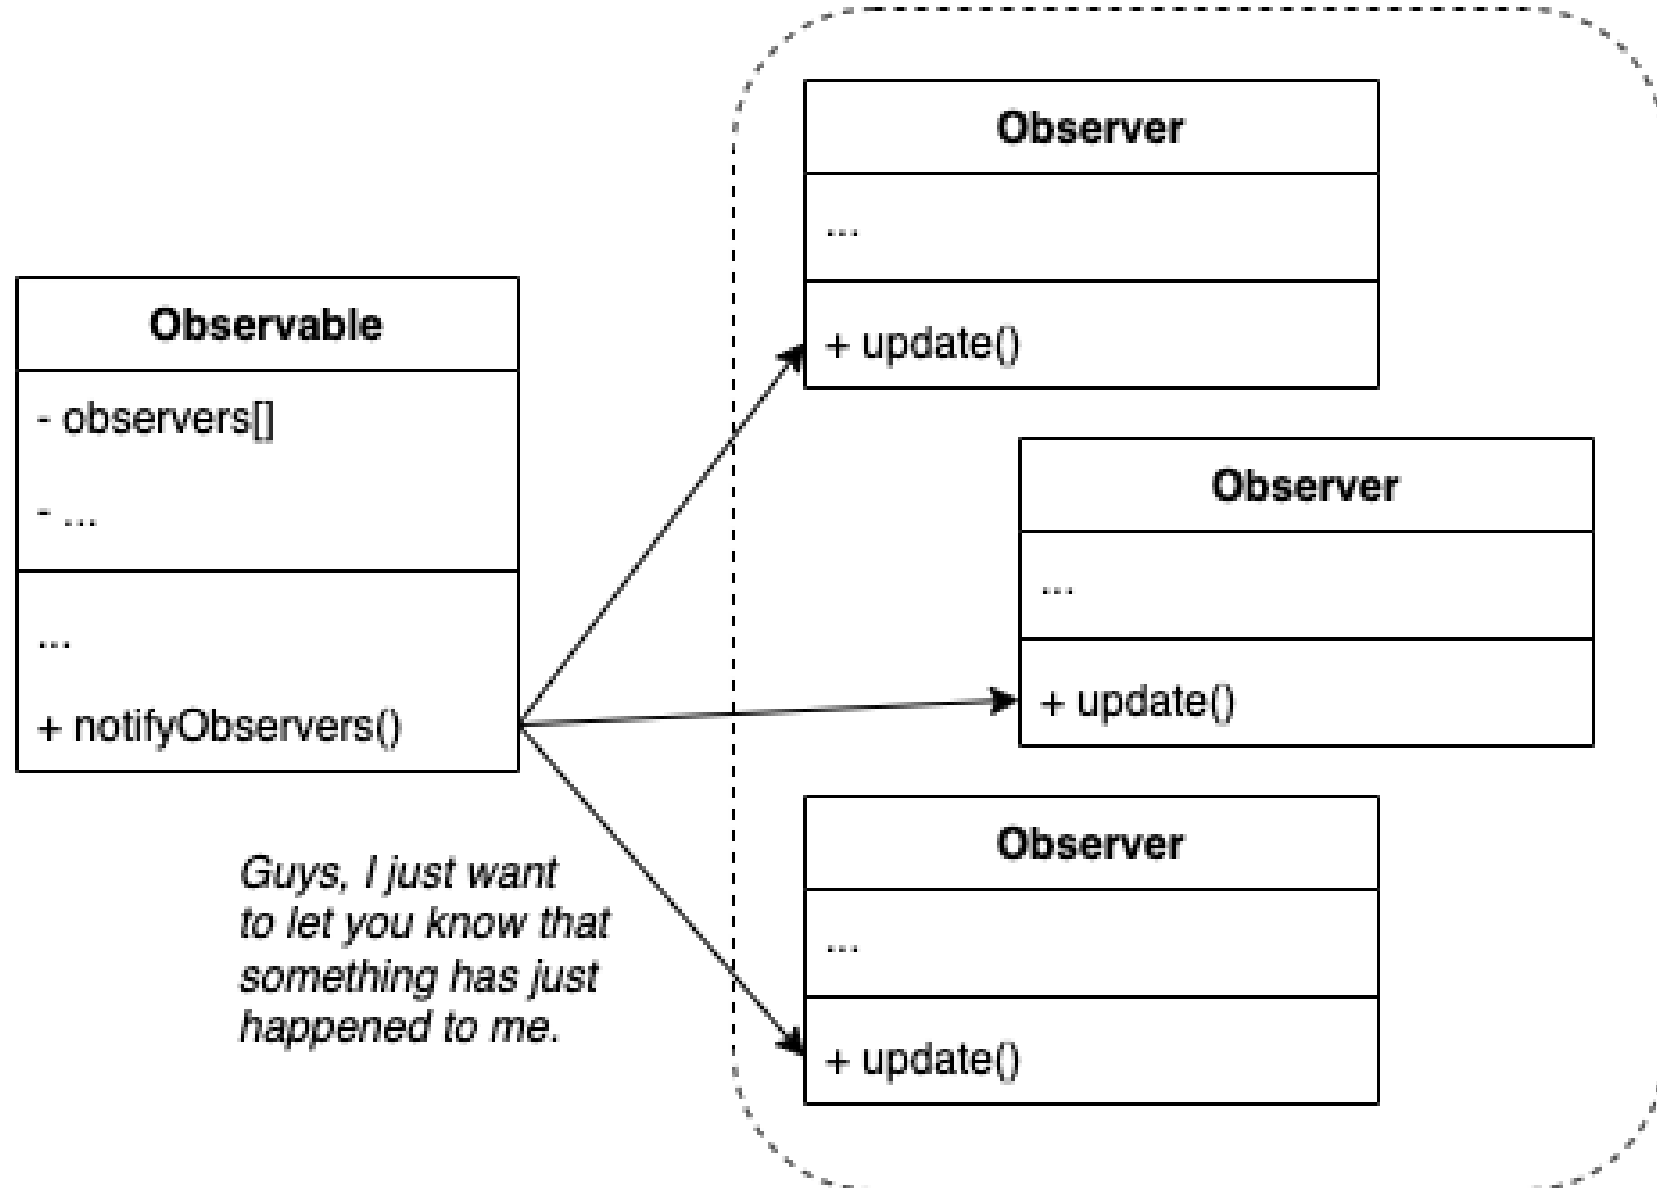 Observable
- observers[]
- ...
...
+ notifyObservers()
Guys, I just want
to let you know that
something has just
happened to me.
Observer
...
+ update()
Observer
...
+ update()
Observer
...
+ update()